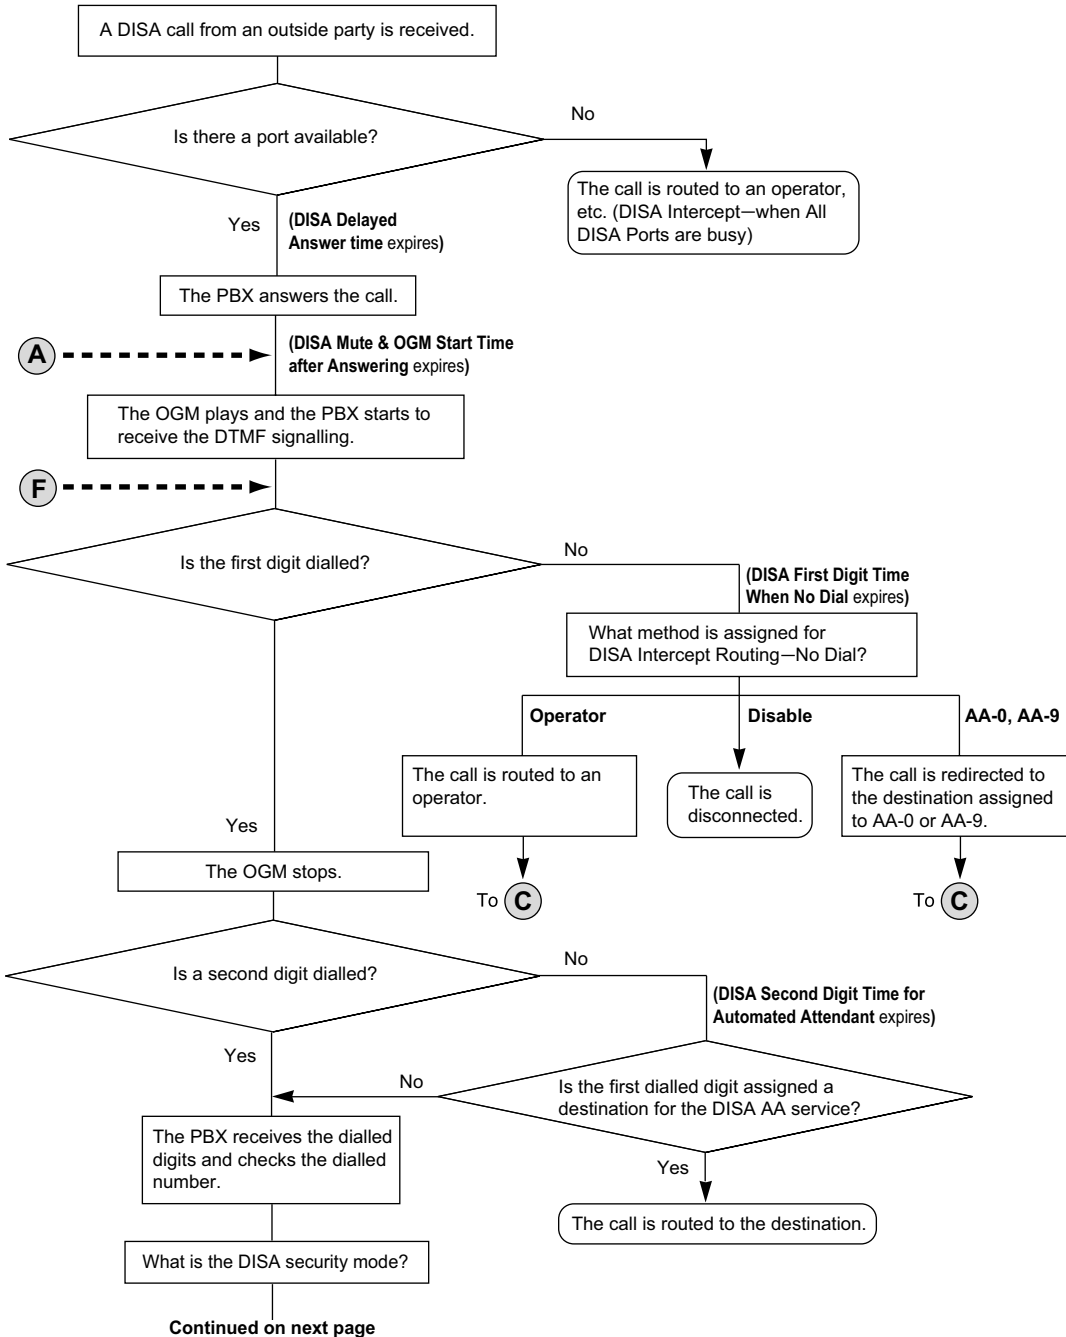 A DISA call from an outside party is received.
Is there a port available?
No
The call is routed to an operator,
etc. (DISA Intercept—when All
DISA Ports are busy)
Yes
(DISA Delayed
Answer time expires)
The PBX answers the call.
A
(DISA Mute & OGM Start Time
after Answering expires)
The OGM plays and the PBX starts to
receive the DTMF signalling.
F
Is the first digit dialled?
No
(DISA First Digit Time
When No Dial expires)
What method is assigned for
DISA Intercept Routing—No Dial?
Operator
Disable
AA-0, AA-9
The call is routed to an
operator.
The call is
disconnected.
The call is redirected to
the destination assigned
to AA-0 or AA-9.
To C
To C
Yes
The OGM stops.
Is a second digit dialled?
No
(DISA Second Digit Time for
Automated Attendant expires)
Yes
No
Is the first dialled digit assigned a
destination for the DISA AA service?
The PBX receives the dialled
digits and checks the dialled
number.
Yes
The call is routed to the destination.
What is the DISA security mode?
Continued on next page